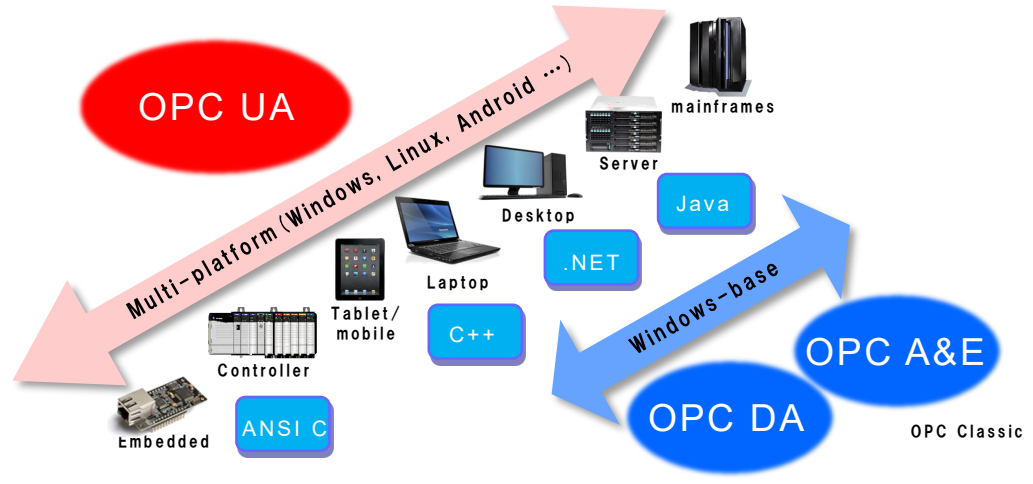 OPC UA
Multi-platform (Windows, Linux, Android …)
mainframes
Server
Java
Desktop
.NET
Laptop
C++
Tablet/
mobile
Controller
Embedded
ANSI C
Windows-base
OPC A&E
OPC DA
OPC Classic